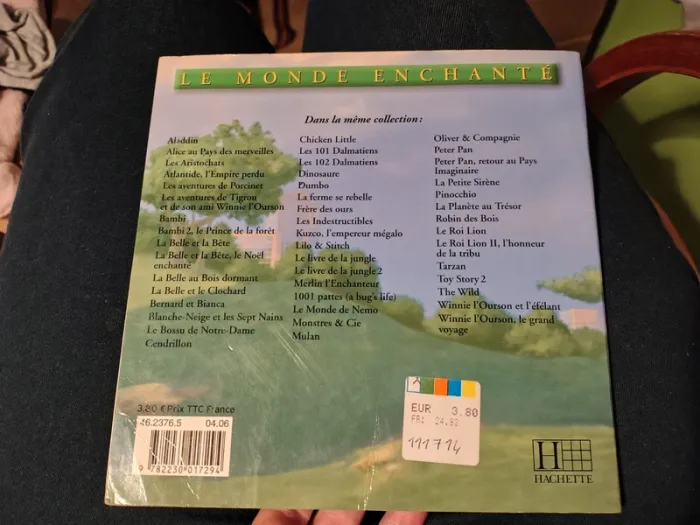 LE MONDE ENCHANTÉ
Dans la même collection :
Aladdin
Alice au Pays des merveilles
Les Aristochats
Atlantide, l'Empire perdu
Les aventures de Porcinet
Les aventures de Tigrou
et de son ami Winnie l'Ourson
Bambi
Bambi 2, le Prince de la forêt
La Belle et la Bête
La Belle et la Bête, le Noël
enchanté
La Belle au Bois dormant
La Belle et le Clochard
Bernard et Bianca
Blanche-Neige et les Sept Nains
Le Bossu de Notre-Dame
Cendrillon
Chicken Little
Les 101 Dalmatiens
Les 102 Dalmatiens
Dinosaure
Dumbo
La ferme se rebelle
Frère des ours
Les Indestructibles
Kuzco, l'empereur mégalo
Lilo & Stitch
Le livre de la jungle
Le livre de la jungle 2
Merlin l'Enchanteur
1001 pattes (a bug's life)
Le Monde de Nemo
Monstres & Cie
Mulan
Oliver & Compagnie
Peter Pan
Peter Pan, retour au Pays
Imaginaire
La Petite Sirène
Pinocchio
La Planète au Trésor
Robin des Bois
Le Roi Lion
Le Roi Lion II, l'honneur
de la tribu
Tarzan
Toy Story 2
The Wild
Winnie l'Ourson et l'éfélant
Winnie l'Ourson, le grand
voyage
3,80 € Prix TTC France
46.2376.5 04.06
9 782230 017294
EUR 3.80
FR: 24.93
111714
H
HACHETTE